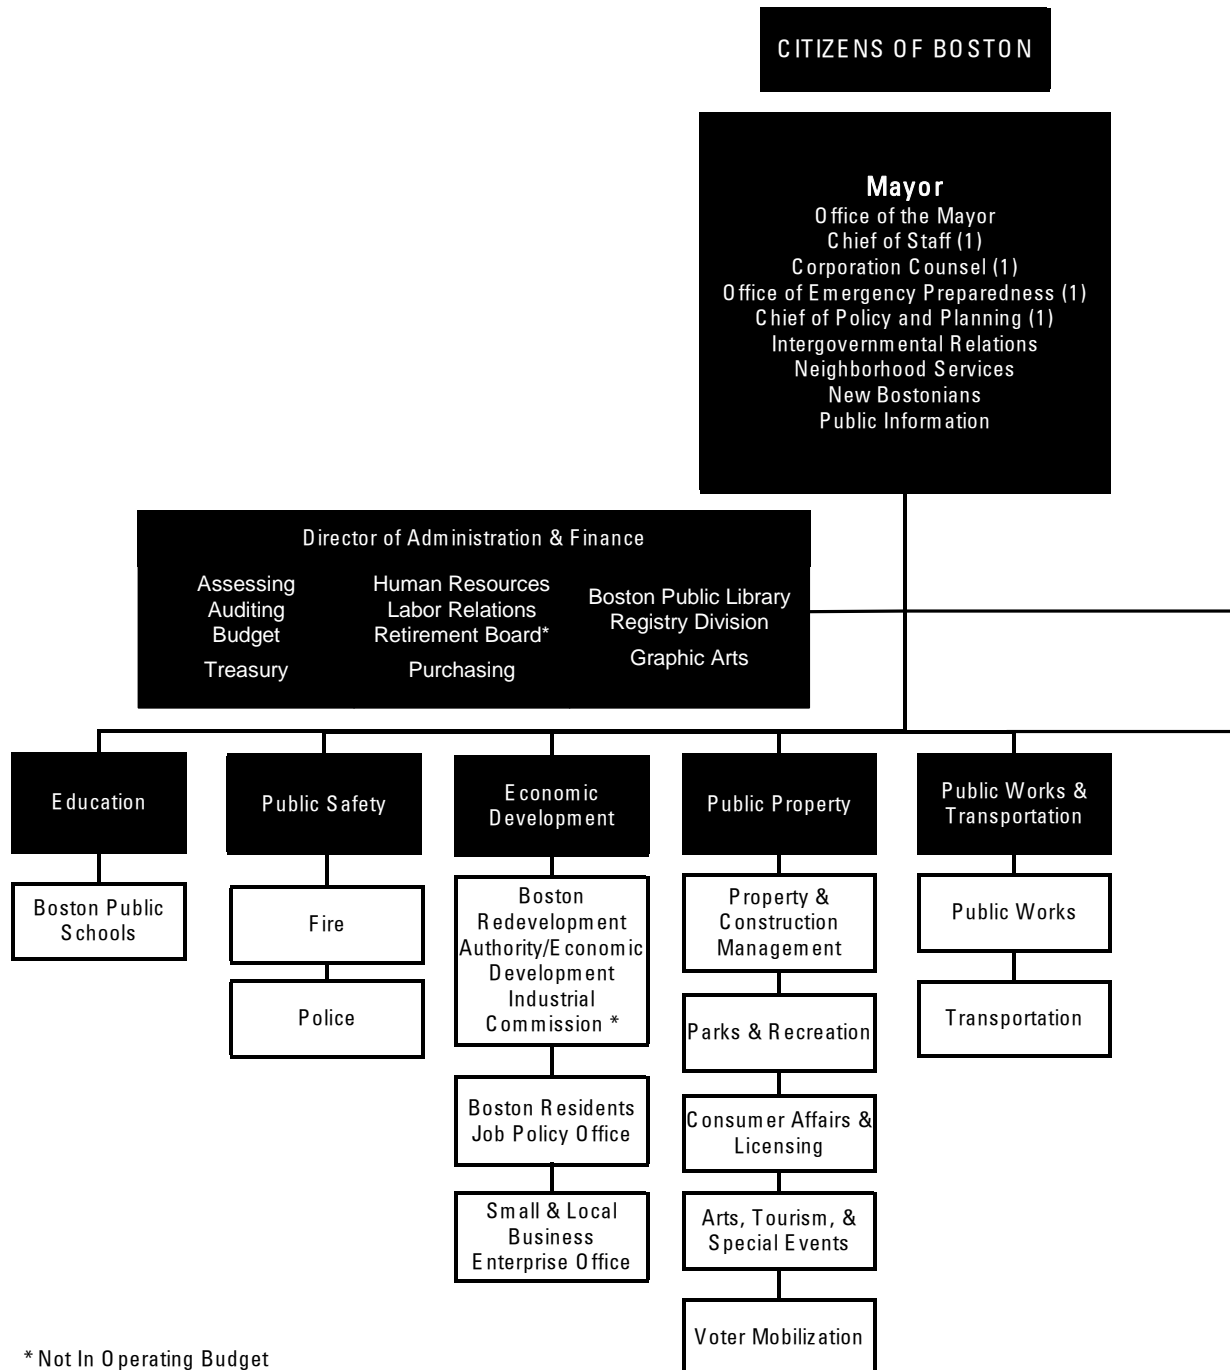 CITIZENS OF BOSTON
Mayor
Office of the Mayor
Chief of Staff (1)
Corporation Counsel (1)
Office of Emergency Preparedness (1)
Chief of Policy and Planning (1)
Intergovernmental Relations
Neighborhood Services
New Bostonians
Public Information
Director of Administration & Finance
Assessing
Auditing
Budget
Treasury
Human Resources
Labor Relations
Retirement Board*
Purchasing
Boston Public Library
Registry Division
Graphic Arts
Education
Boston Public
Schools
Public Safety
Fire
Police
Economic
Development
Boston
Redevelopment
Authority/Economic
Development
Industrial
Commission *
Boston Residents
Job Policy Office
Small & Local
Business
Enterprise Office
Public Property
Property &
Construction
Management
Parks & Recreation
Consumer Affairs &
Licensing
Arts, Tourism, &
Special Events
Voter Mobilization
Public Works &
Transportation
Public Works
Transportation
* Not In Operating Budget